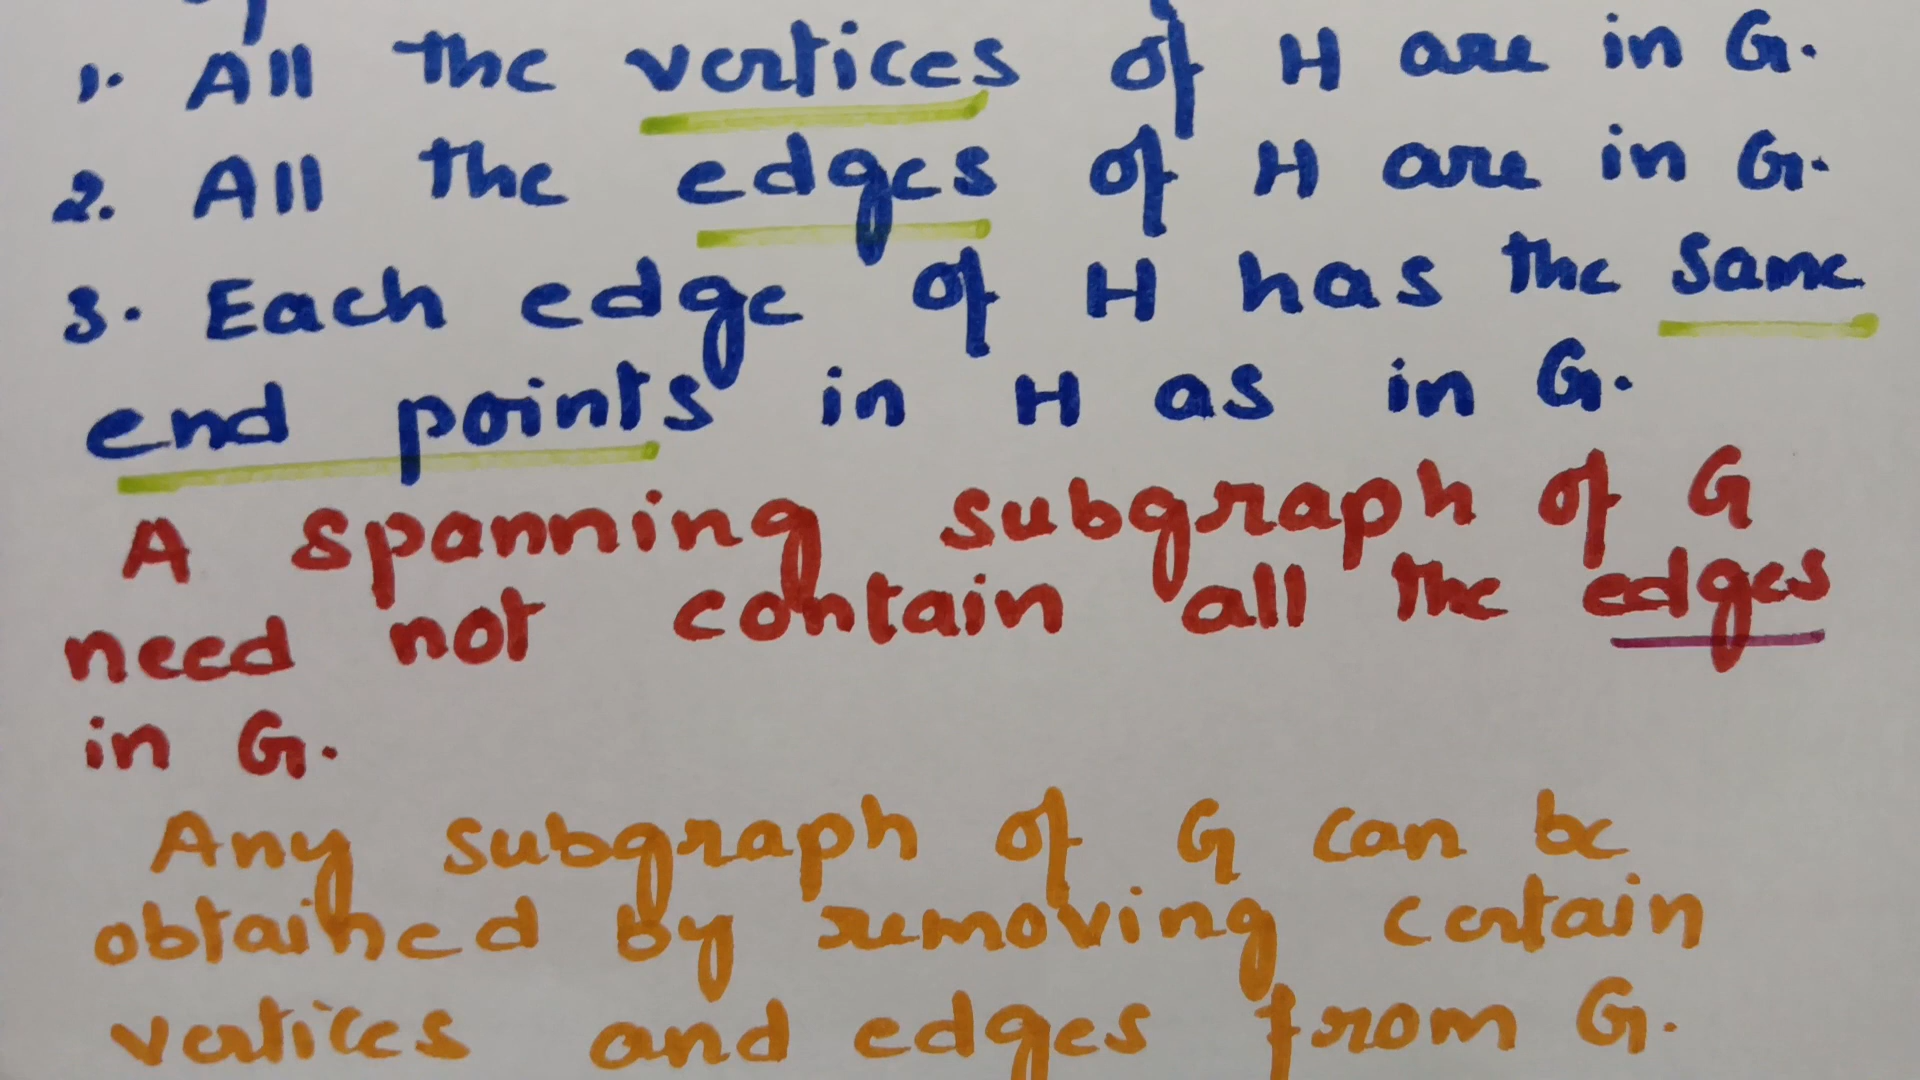 1. All the vertices of H are in G.
2. All the edges of H are in G.
3. Each edge of H has the same
end points in H as in G.
A spanning subgraph of G
need not contain all the edges
in G.
Any subgraph of G can be
obtained by removing certain
vertices and edges from G.